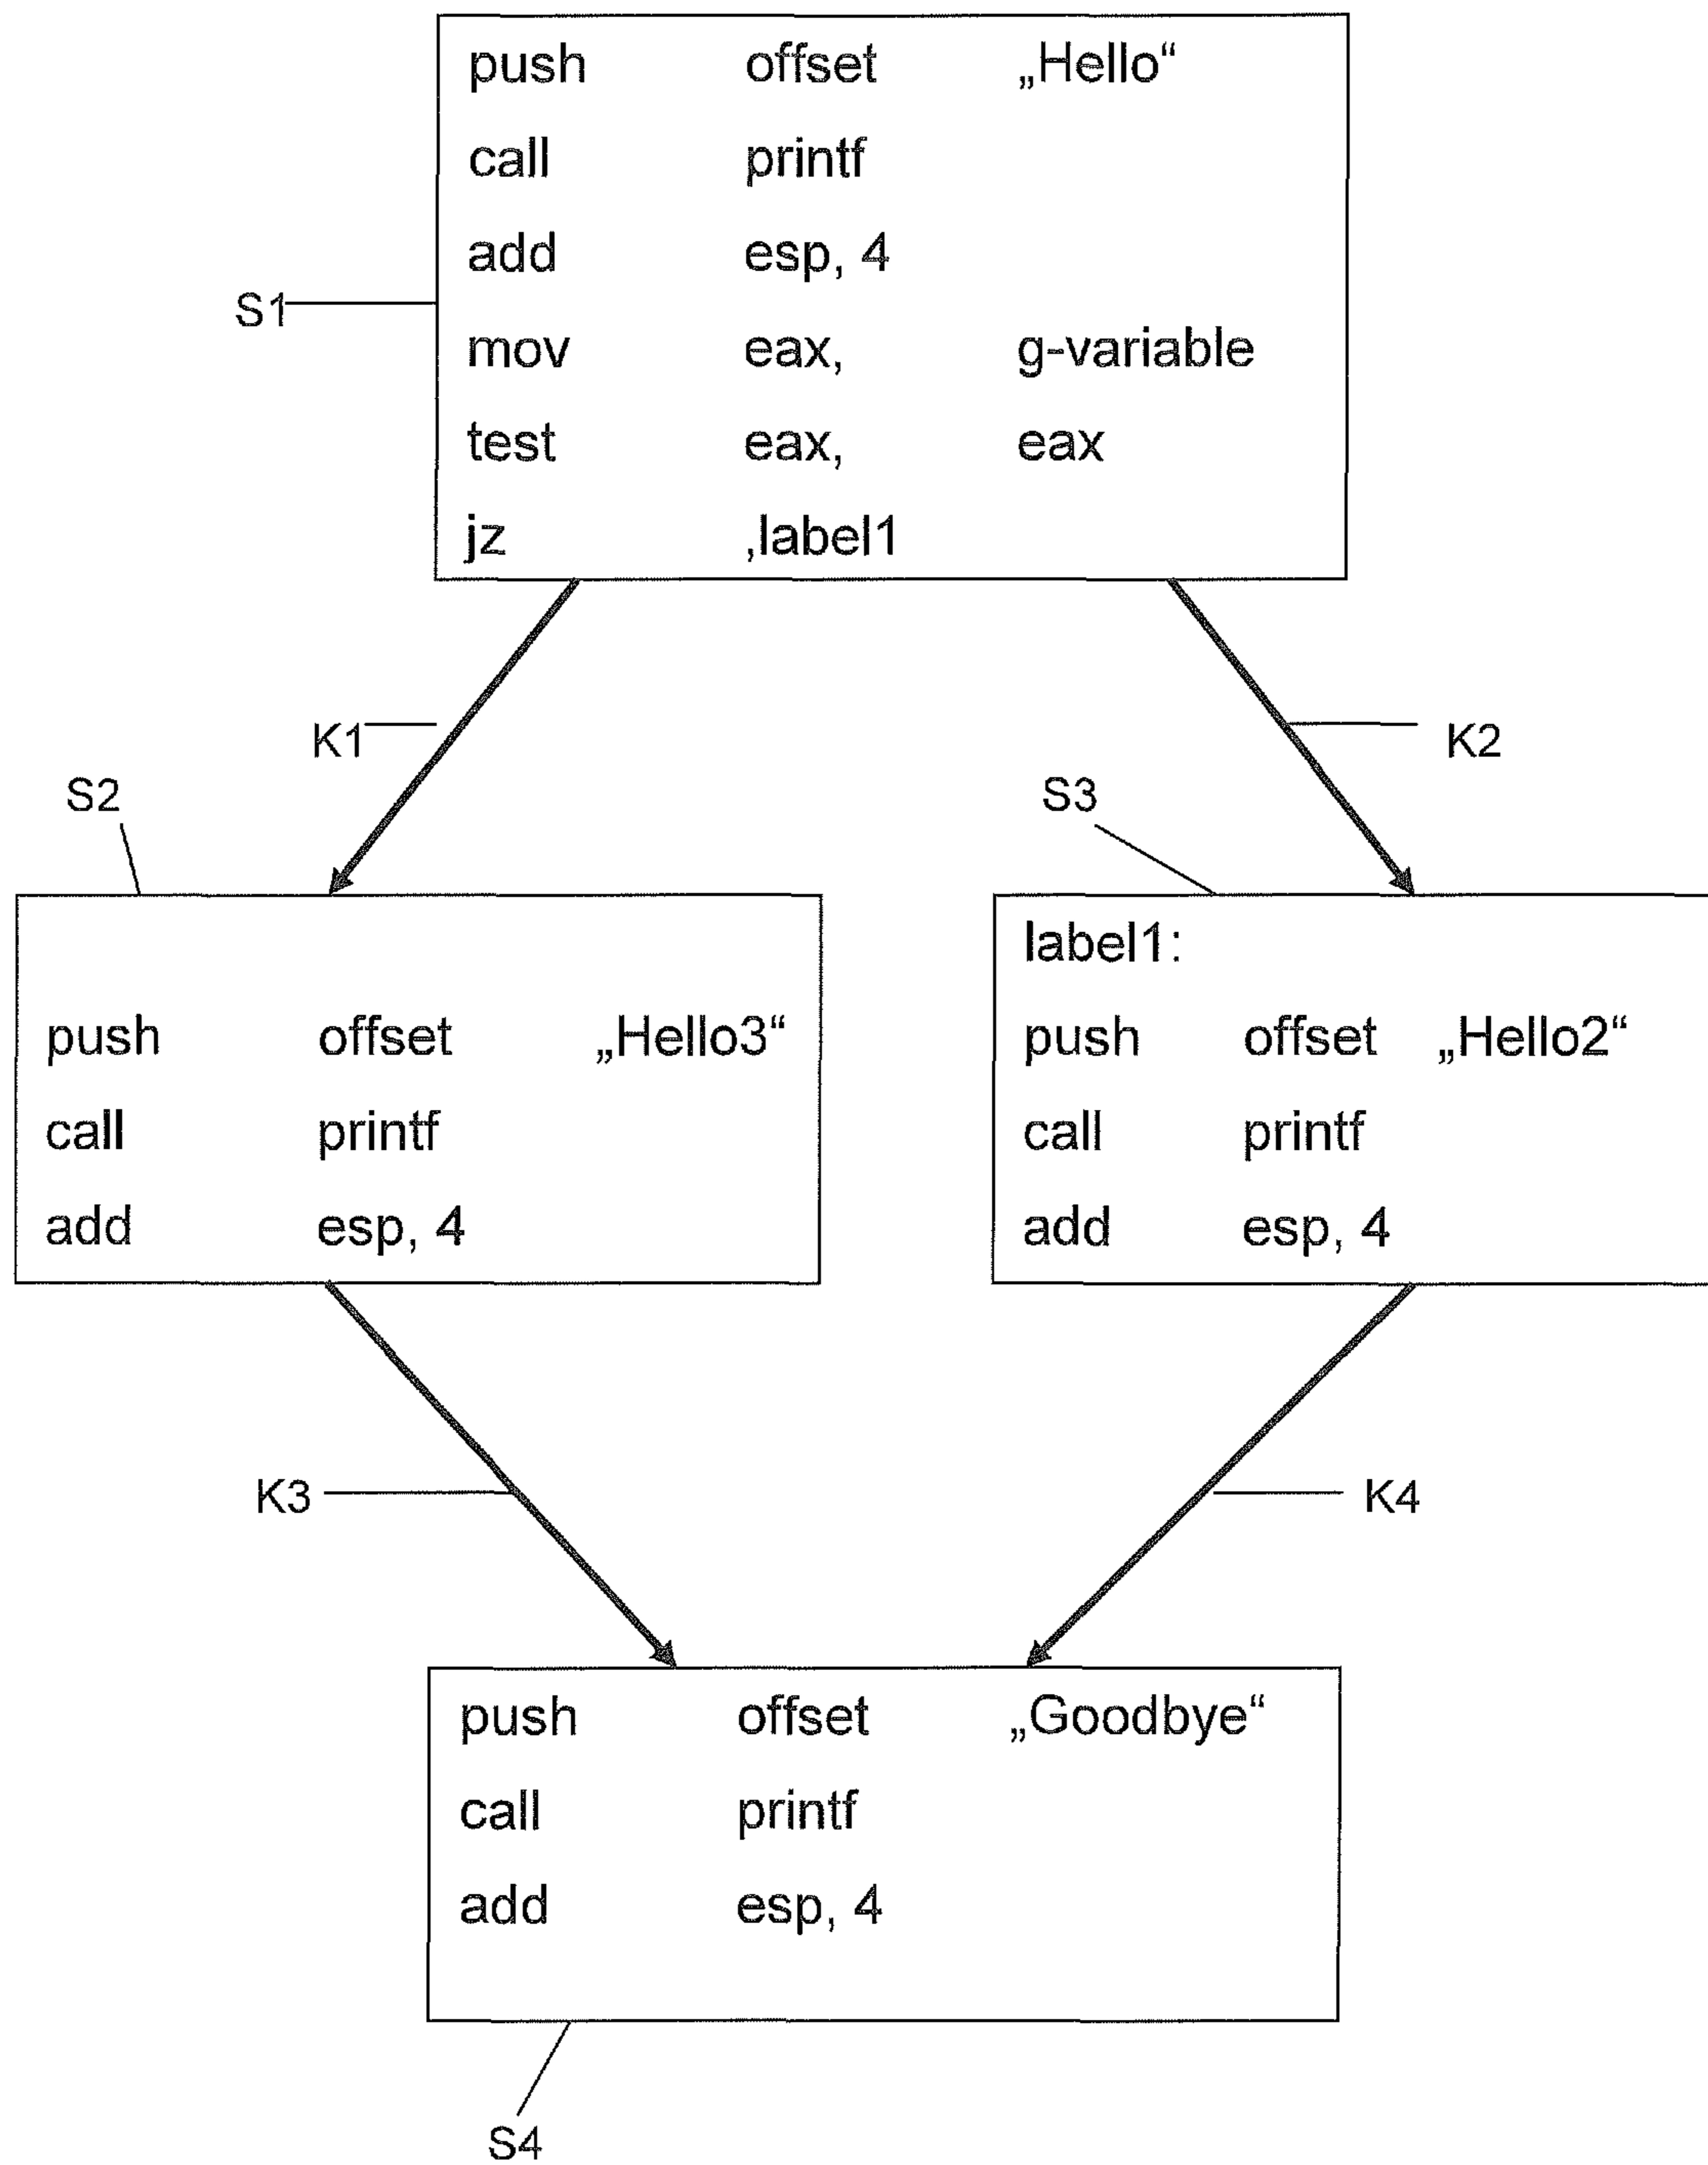 push offset „Hello“
call printf
add esp, 4
S1
mov eax, g-variable
test eax, eax
jz ,label1
K1
K2
S2
S3
push offset „Hello3“
call printf
add esp, 4
label1:
push offset „Hello2“
call printf
add esp, 4
K3
K4
push offset „Goodbye“
call printf
add esp, 4
S4